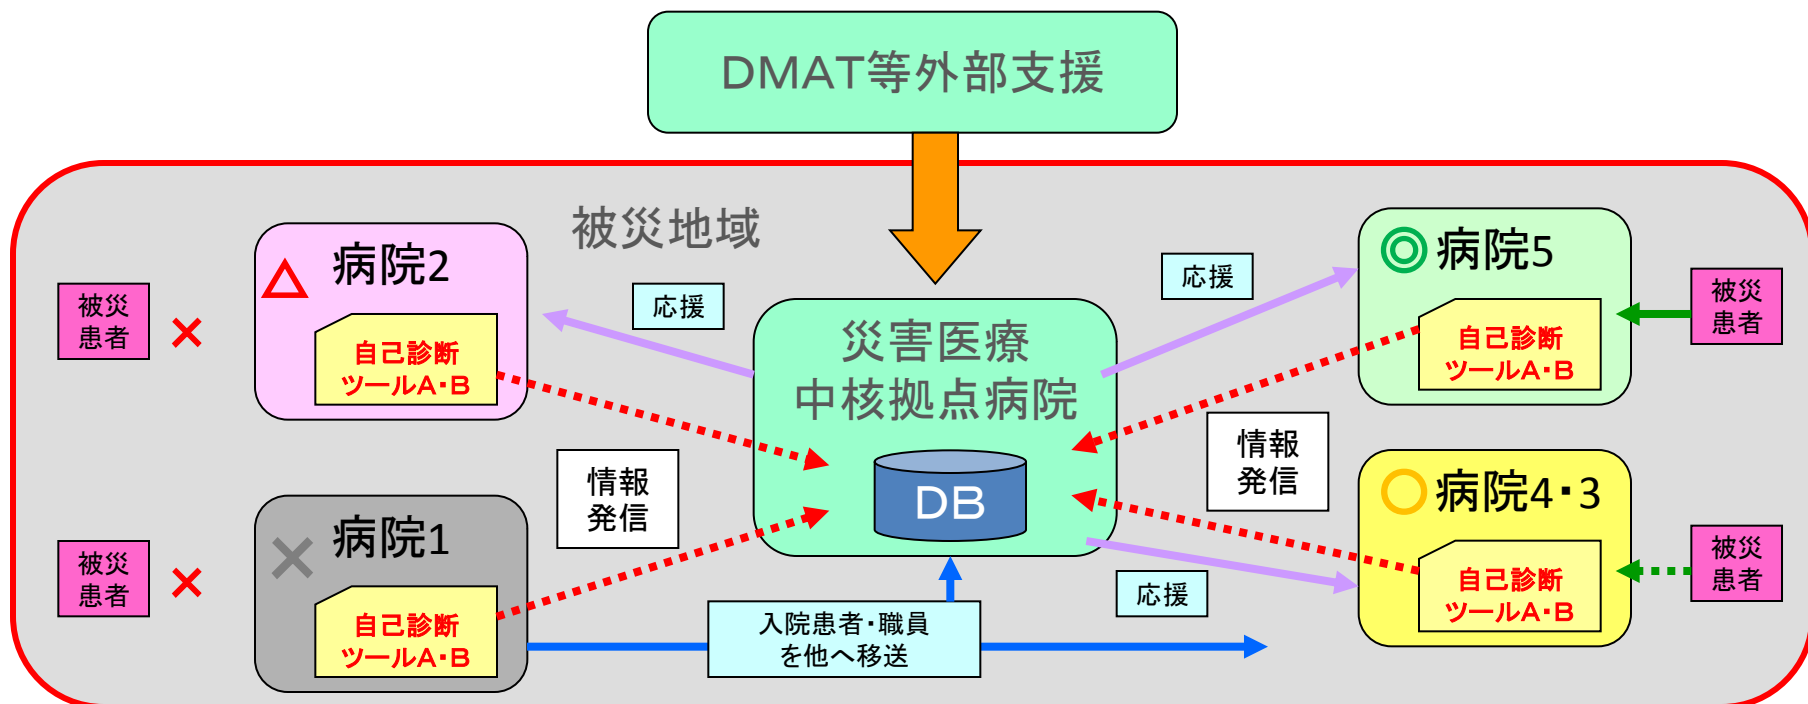 DMAT等外部支援
被災地域
病院2
自己診断
ツールA・B
被災
患者
応援
災害医療
中核拠点病院
DB
応援
病院5
自己診断
ツールA・B
被災
患者
情報
発信
情報
発信
病院1
自己診断
ツールA・B
被災
患者
入院患者・職員
を他へ移送
応援
病院4・3
自己診断
ツールA・B
被災
患者